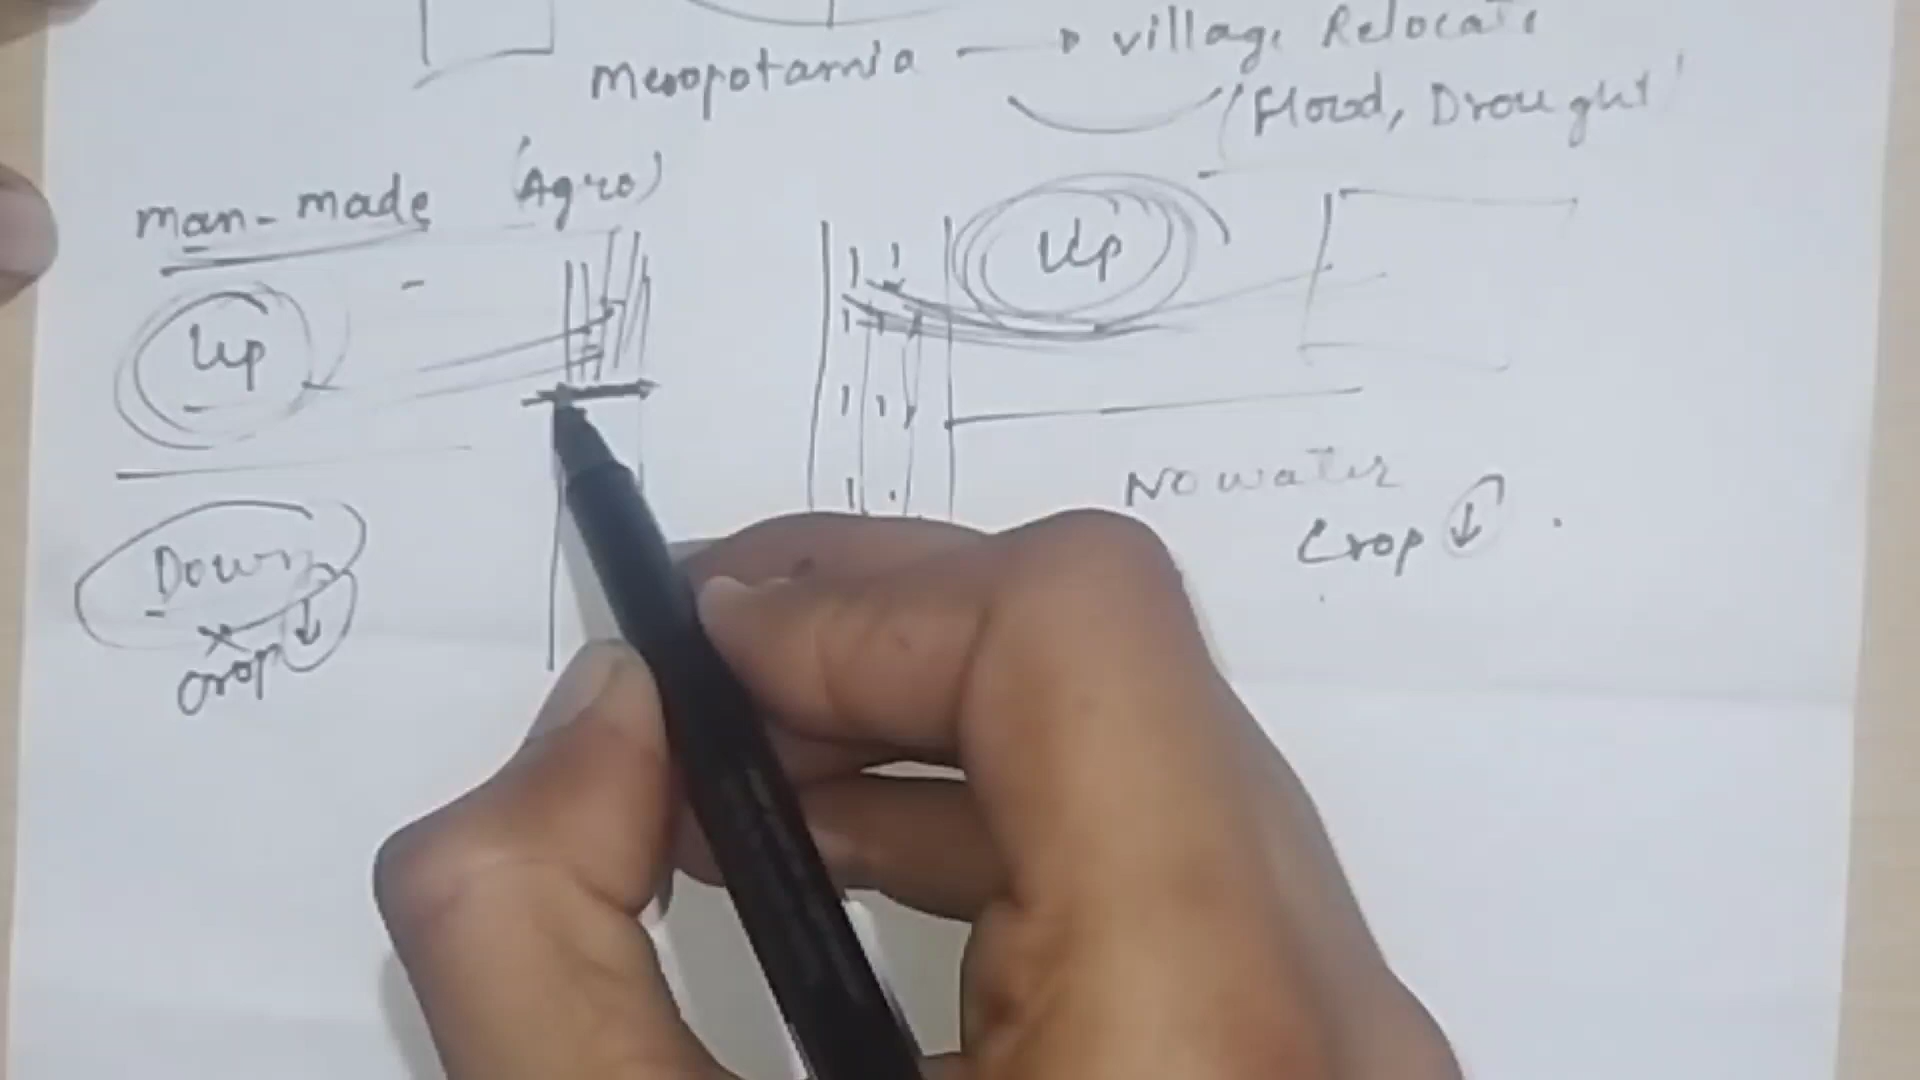 Mesopotamia → village Relocate
(Flood, Drought)
man-made (Agro)
Up
Up
No water
Crop ↓
Down
crop ↓